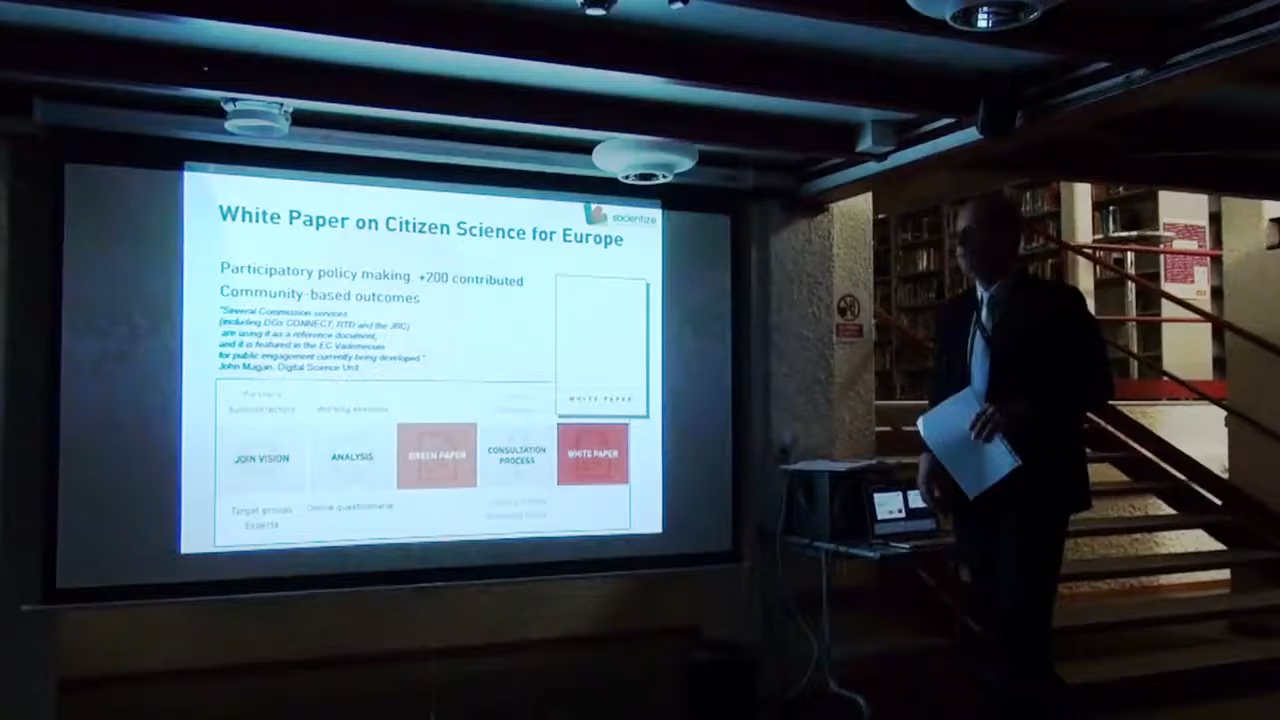 White Paper on Citizen Science for Europe
socientize
Participatory policy making. +200 contributed
Community-based outcomes
"Several Commission services
(including DGs CONNECT, RTD and the JRC)
are using it as a reference document,
and it is featured in the EC Vademecum
for public engagement currently being developed."
John Magan, Digital Science Unit
WHITE PAPER
Partners
Working sessions
JOIN VISION
ANALYSIS
GREEN PAPER
CONSULTATION
PROCESS
WHITE PAPER
Target groups
Experts
Online questionnaire